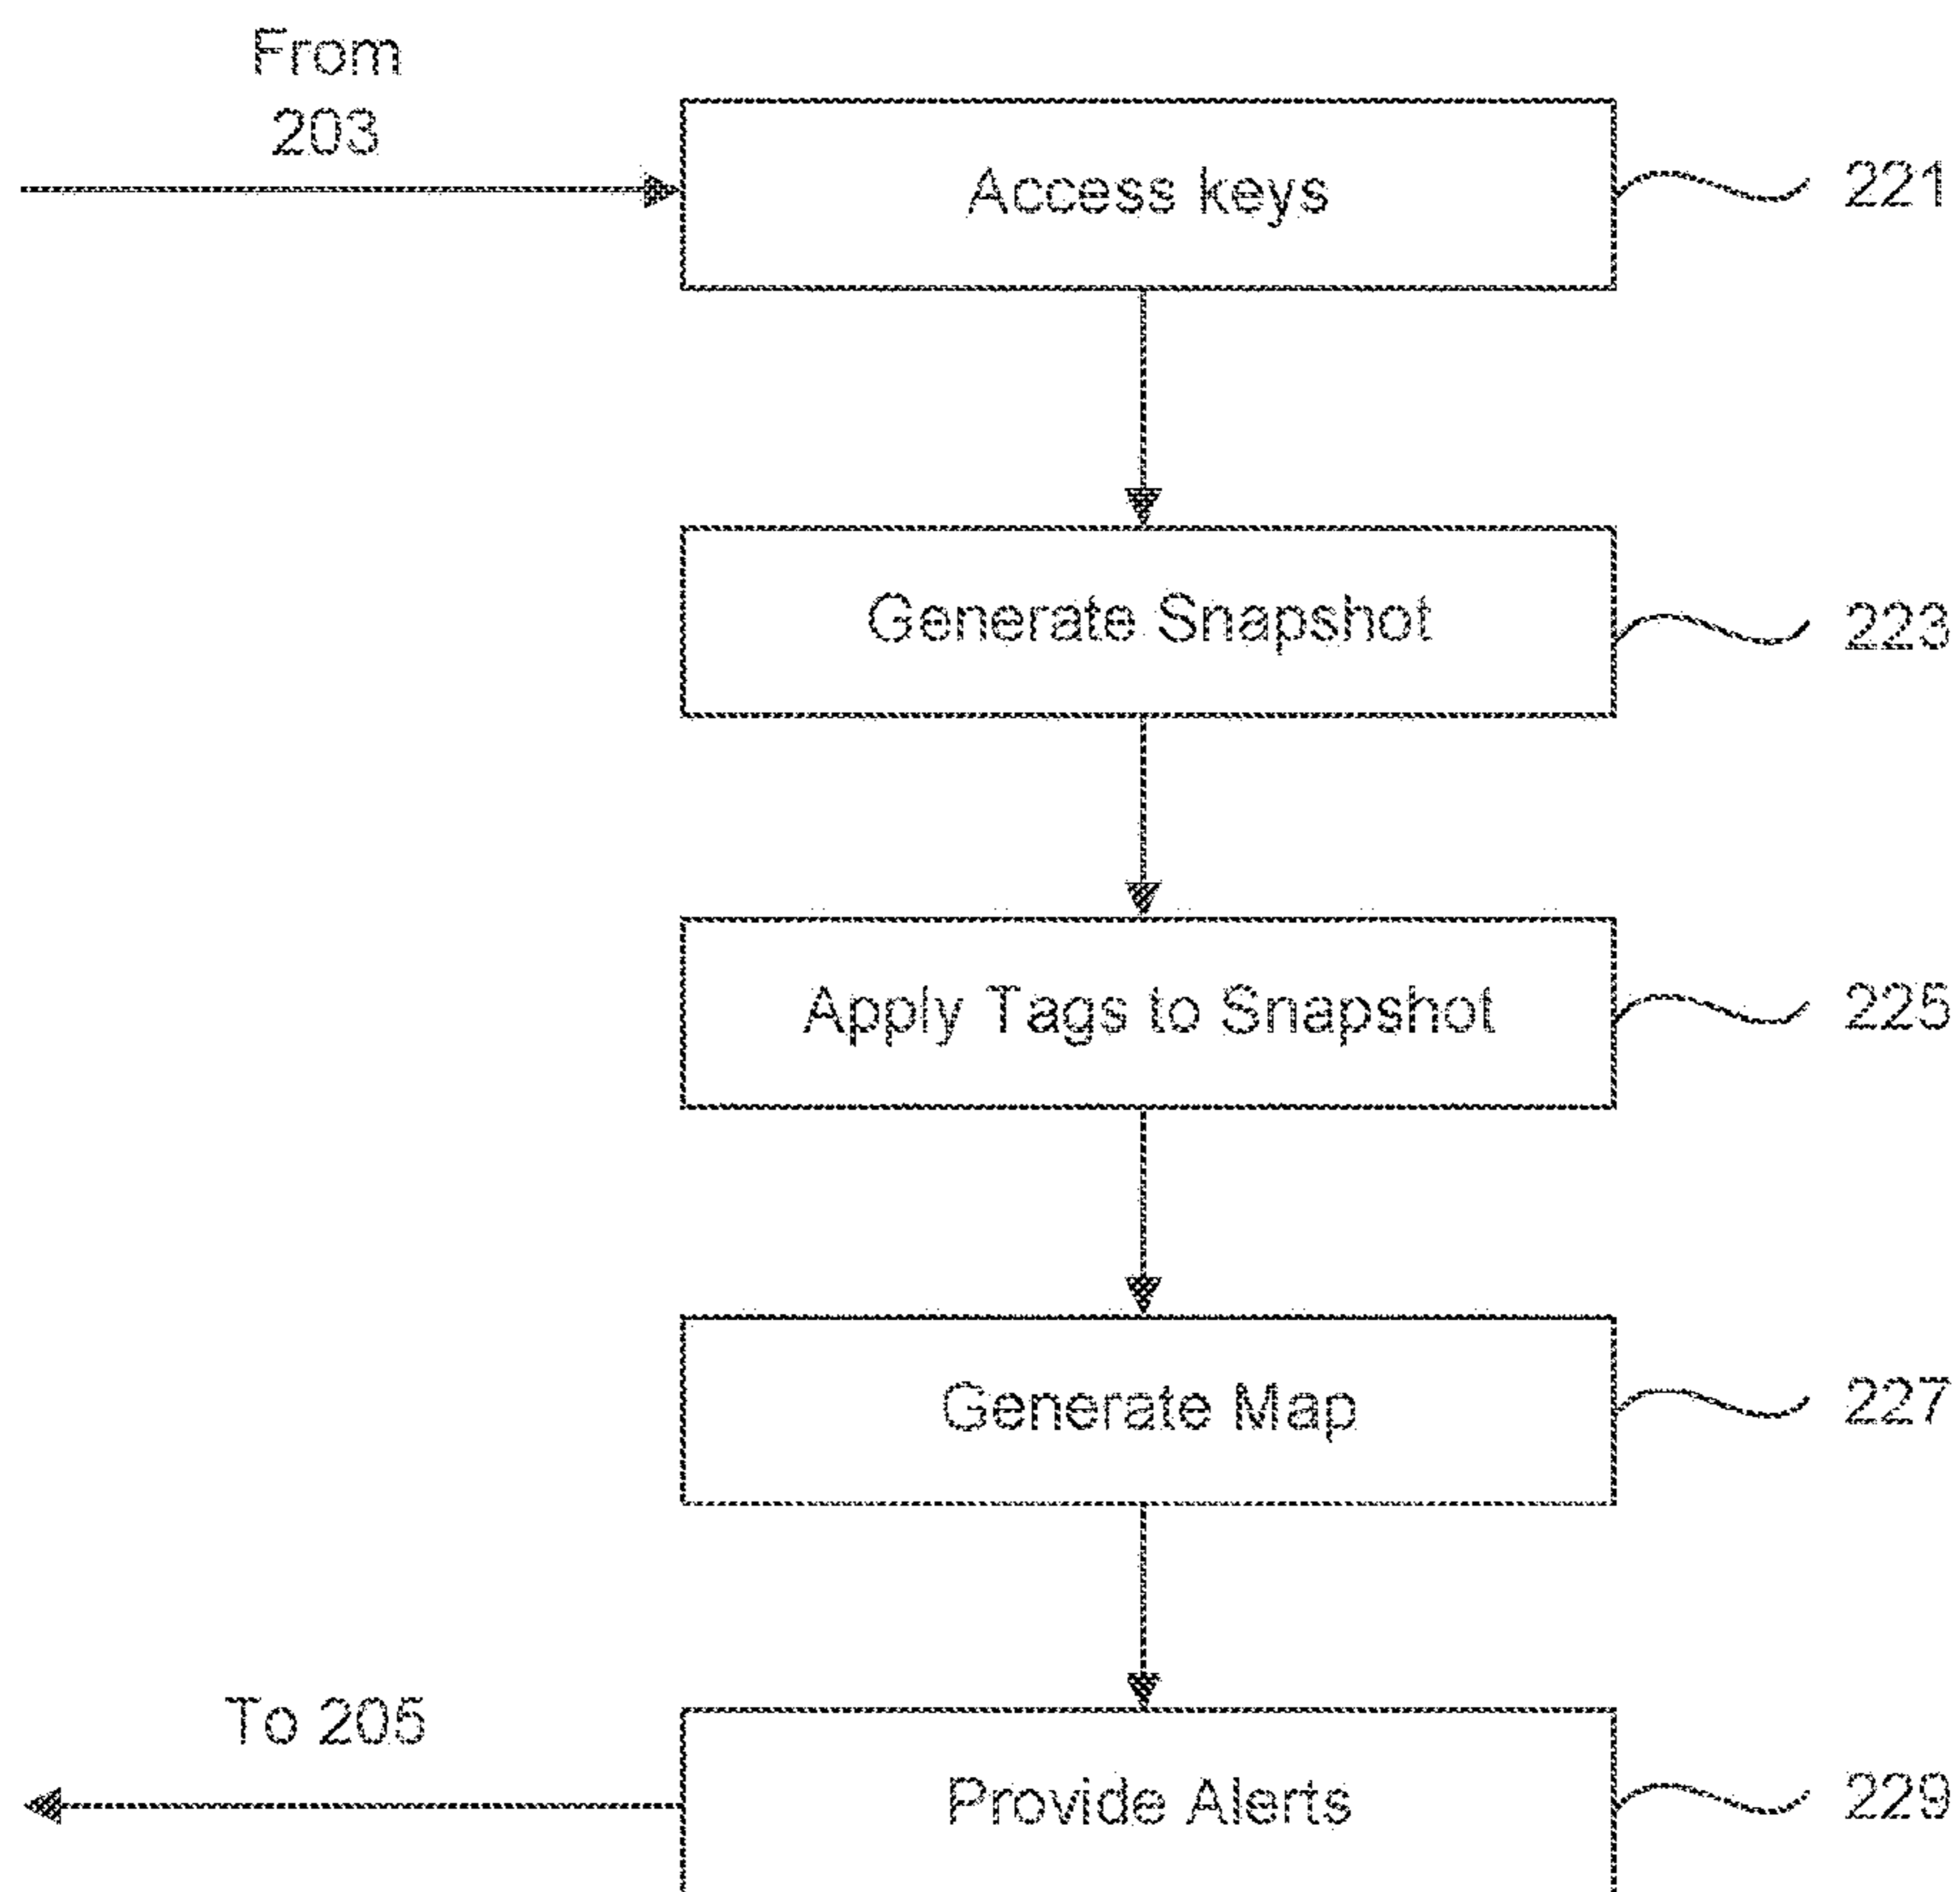 From
203
Access keys
221
Generate Snapshot
223
Apply Tags to Snapshot
225
Generate Map
227
To 205
Provide Alerts
229